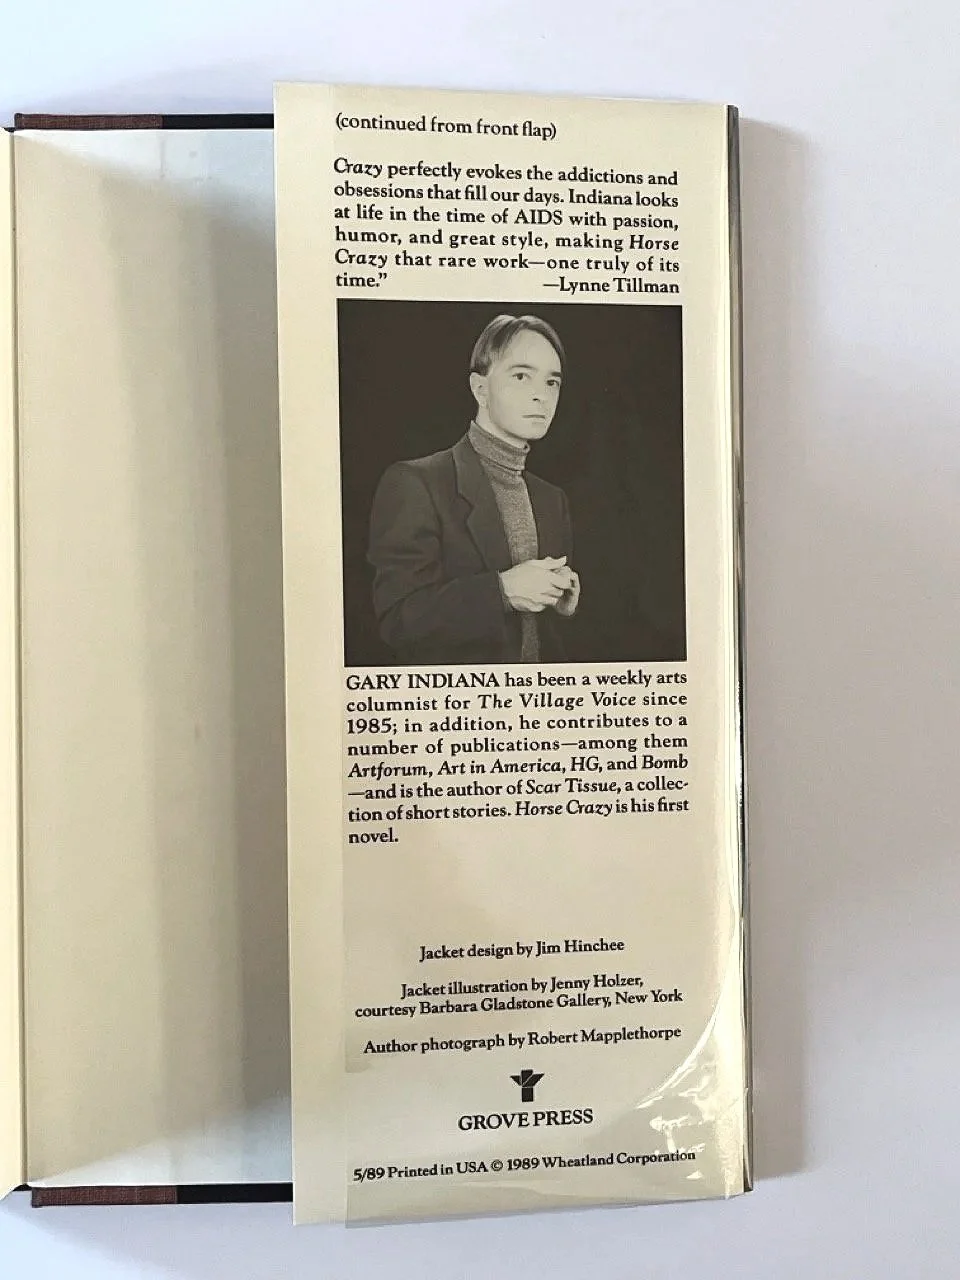 (continued from front flap)
Crazy perfectly evokes the addictions and
obsessions that fill our days. Indiana looks
at life in the time of AIDS with passion,
humor, and great style, making Horse
Crazy that rare work—one truly of its
time.” —Lynne Tillman
GARY INDIANA has been a weekly arts
columnist for The Village Voice since
1985; in addition, he contributes to a
number of publications—among them
Artforum, Art in America, HG, and Bomb
—and is the author of Scar Tissue, a collec-
tion of short stories. Horse Crazy is his first
novel.
Jacket design by Jim Hinchee
Jacket illustration by Jenny Holzer,
courtesy Barbara Gladstone Gallery, New York
Author photograph by Robert Mapplethorpe
GROVE PRESS
5/89 Printed in USA © 1989 Wheatland Corporation